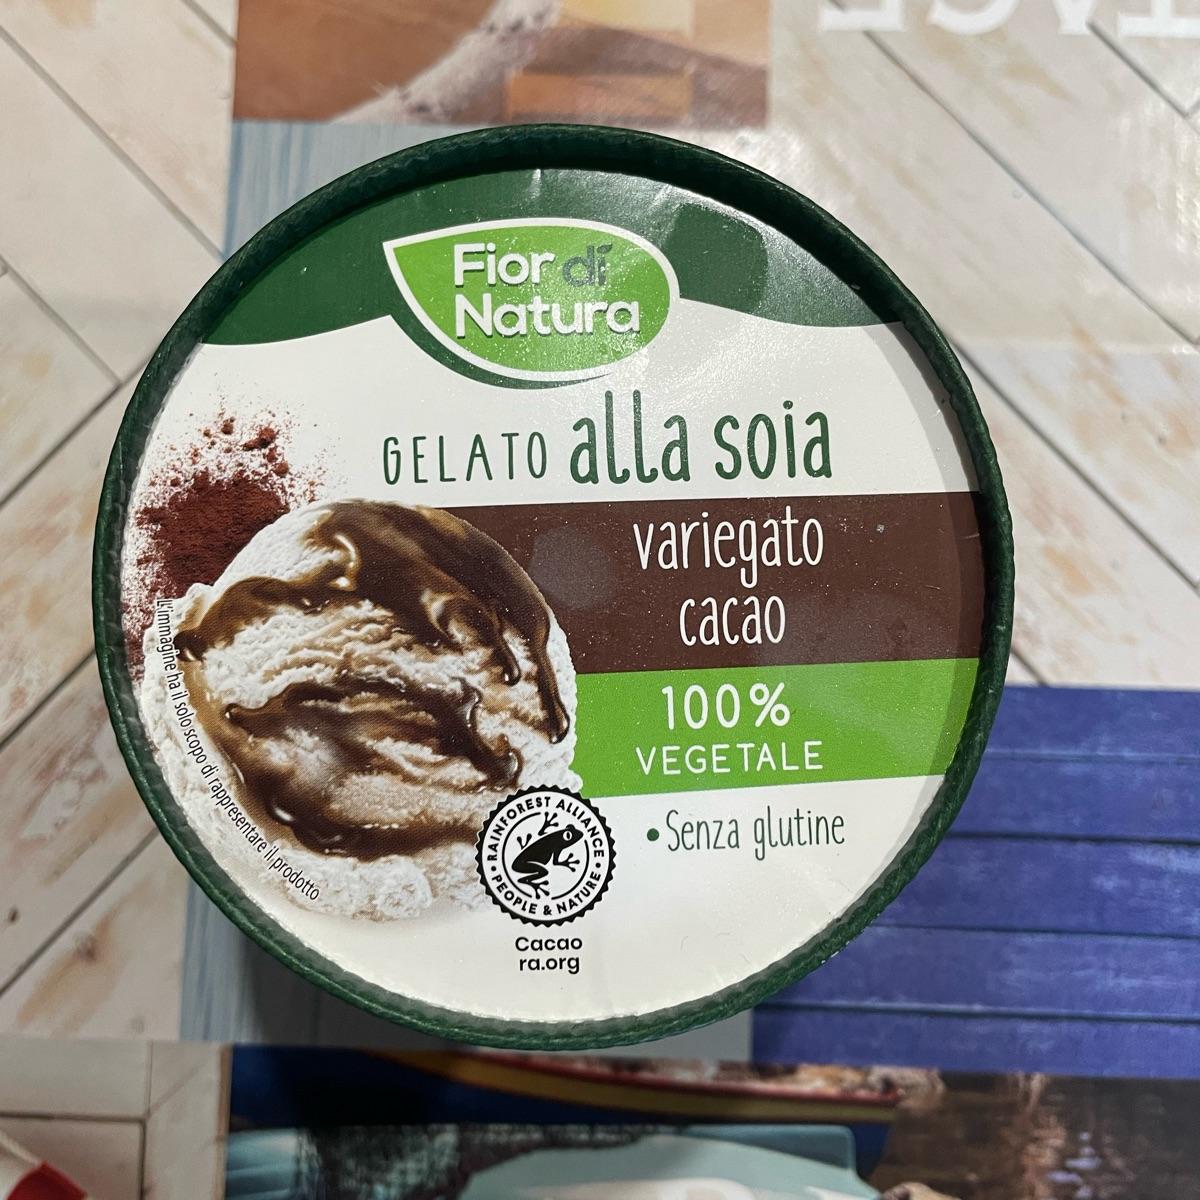 Fior di
Natura
GELATO alla soia
variegato
cacao
100%
VEGETALE
• Senza glutine
L'immagine ha il solo scopo di rappresentare il prodotto
RAINFOREST ALLIANCE
• PEOPLE & NATURE •
Cacao
ra.org